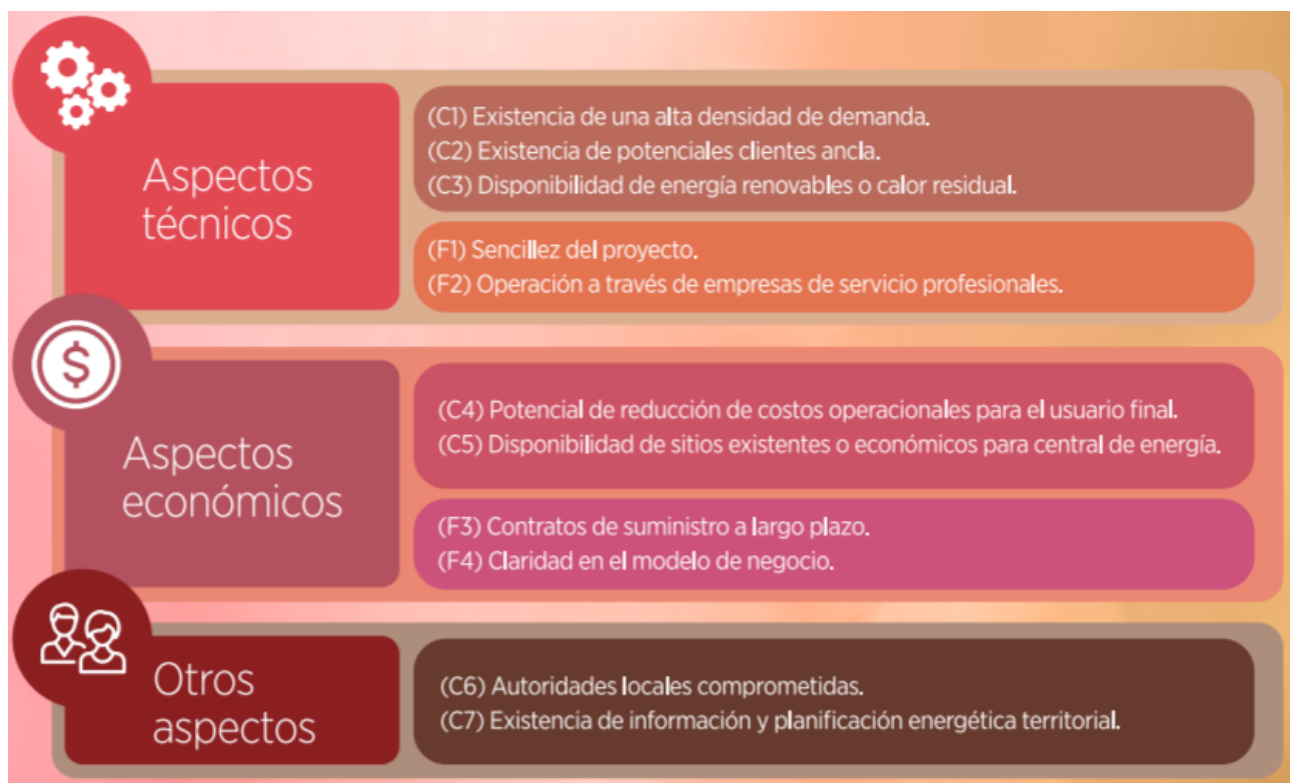 Aspectos
técnicos
(C1) Existencia de una alta densidad de demanda.
(C2) Existencia de potenciales clientes ancla.
(C3) Disponibilidad de energía renovables o calor residual.
(F1) Sencillez del proyecto.
(F2) Operación a través de empresas de servicio profesionales.
$
Aspectos
económicos
(C4) Potencial de reducción de costos operacionales para el usuario final.
(C5) Disponibilidad de sitios existentes o económicos para central de energía.
(F3) Contratos de suministro a largo plazo.
(F4) Claridad en el modelo de negocio.
Otros
aspectos
(C6) Autoridades locales comprometidas.
(C7) Existencia de información y planificación energética territorial.